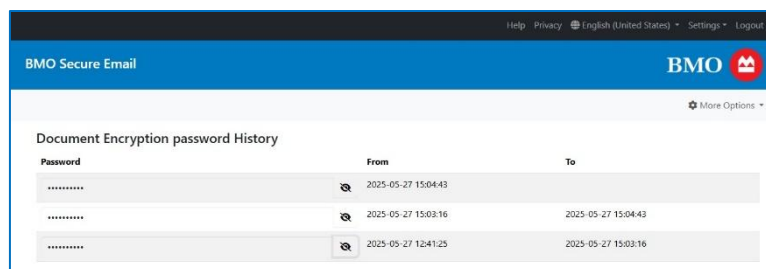 Help Privacy English (United States) Settings Logout
BMO Secure Email BMO
More Options
Document Encryption password History
Password From To
•••••••••• 2025-05-27 15:04:43
•••••••••• 2025-05-27 15:03:16 2025-05-27 15:04:43
•••••••••• 2025-05-27 12:41:25 2025-05-27 15:03:16